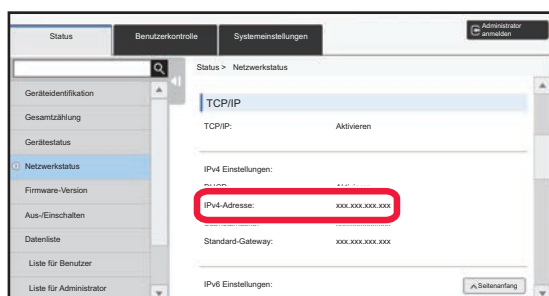 Status
Benutzerkontrolle
Systemeinstellungen
Administrator
anmelden
Status > Netzwerkstatus
Geräteidentifikation
Gesamtzählung
Gerätestatus
Netzwerkstatus
Firmware-Version
Aus-/Einschalten
Datenliste
Liste für Benutzer
Liste für Administrator
TCP/IP
TCP/IP: Aktivieren
IPv4 Einstellungen:
IPv4-Adresse: xxx.xxx.xxx.xxx
Standard-Gateway: xxx.xxx.xxx.xxx
IPv6 Einstellungen:
Seitenanfang